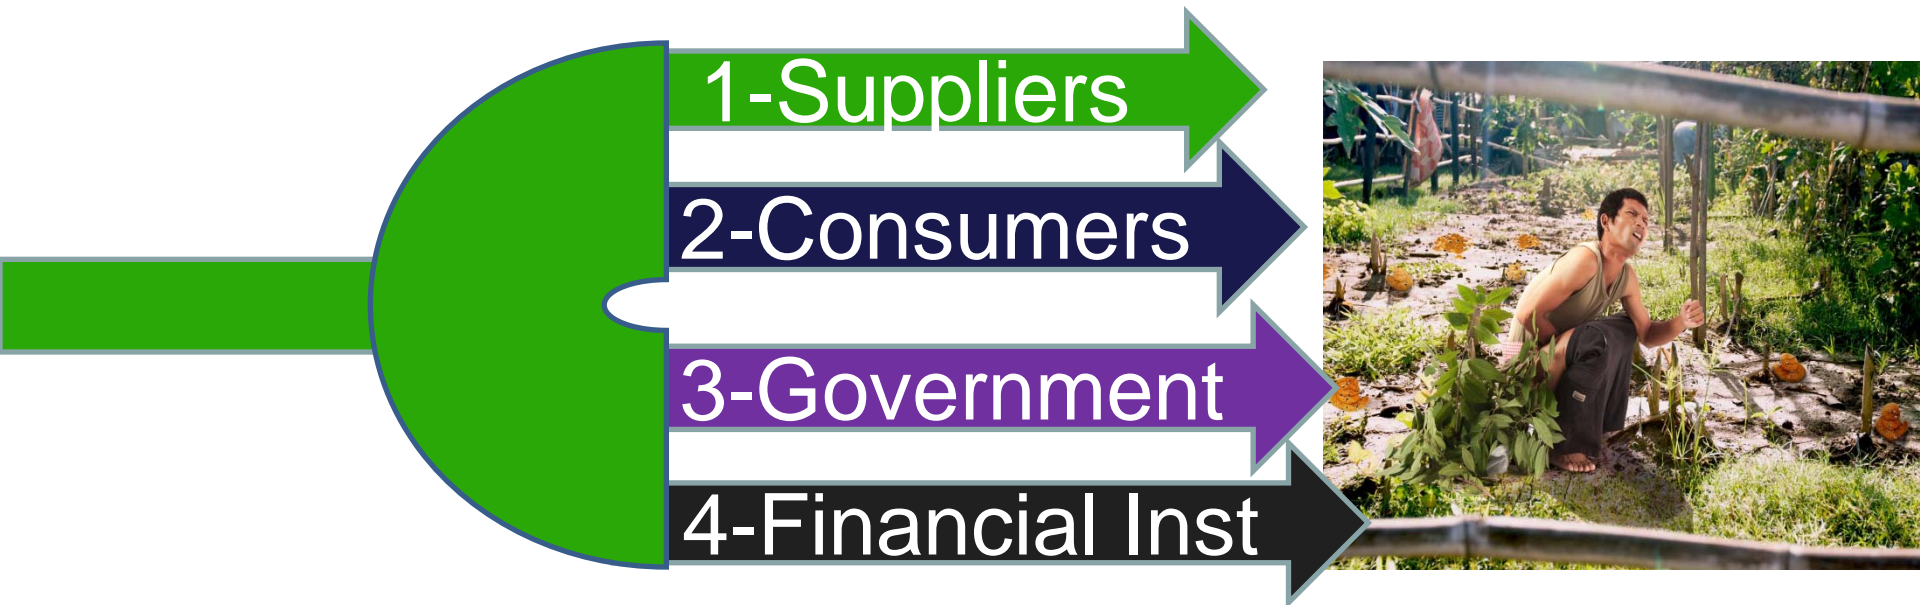 1-Suppliers
2-Consumers
3-Government
4-Financial Inst